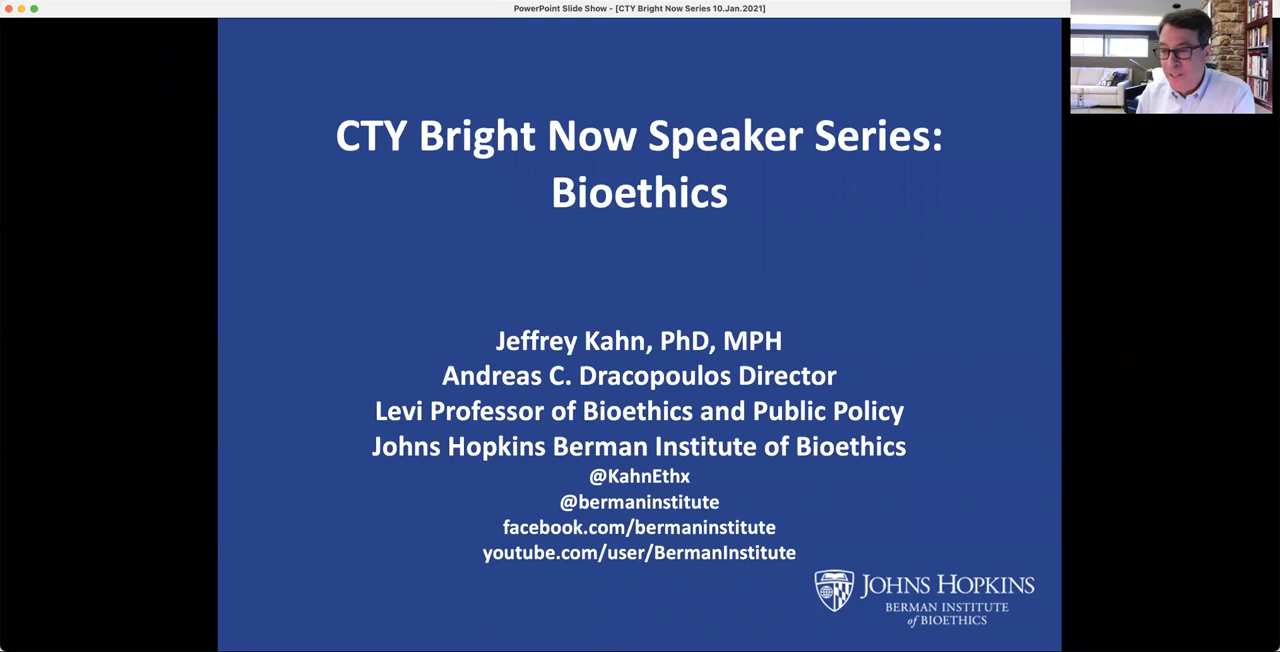 PowerPoint Slide Show - [CTY Bright Now Series 10.Jan.2021]
CTY Bright Now Speaker Series:
Bioethics
Jeffrey Kahn, PhD, MPH
Andreas C. Dracopoulos Director
Levi Professor of Bioethics and Public Policy
Johns Hopkins Berman Institute of Bioethics
@KahnEthx
@bermaninstitute
facebook.com/bermaninstitute
youtube.com/user/BermanInstitute
JOHNS HOPKINS
BERMAN INSTITUTE
of BIOETHICS